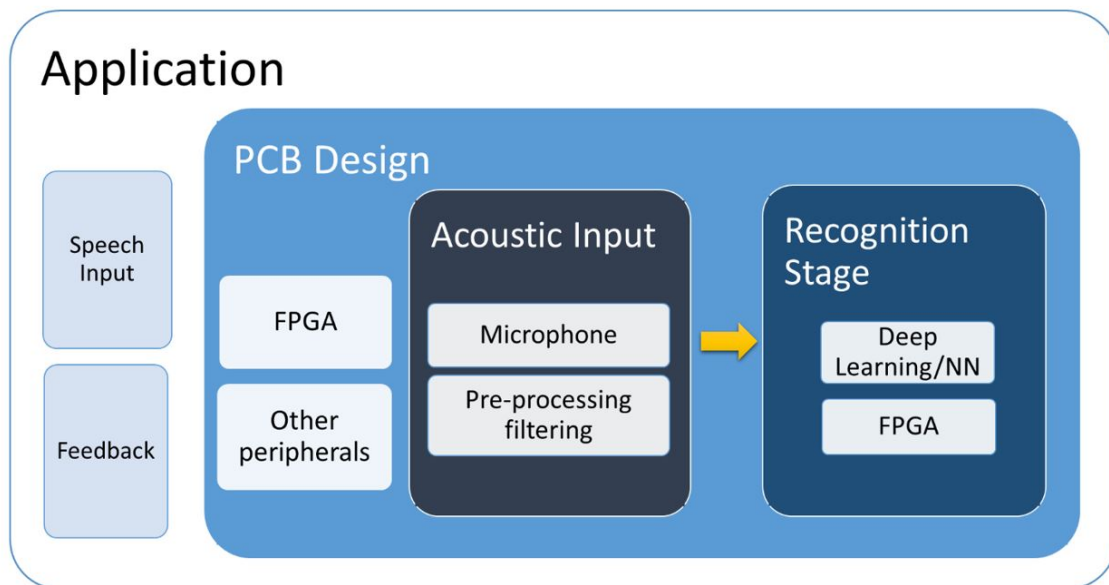 Application
PCB Design
Speech
Input
Feedback
FPGA
Other
peripherals
Acoustic Input
Microphone
Pre-processing
filtering
Recognition
Stage
Deep
Learning/NN
FPGA